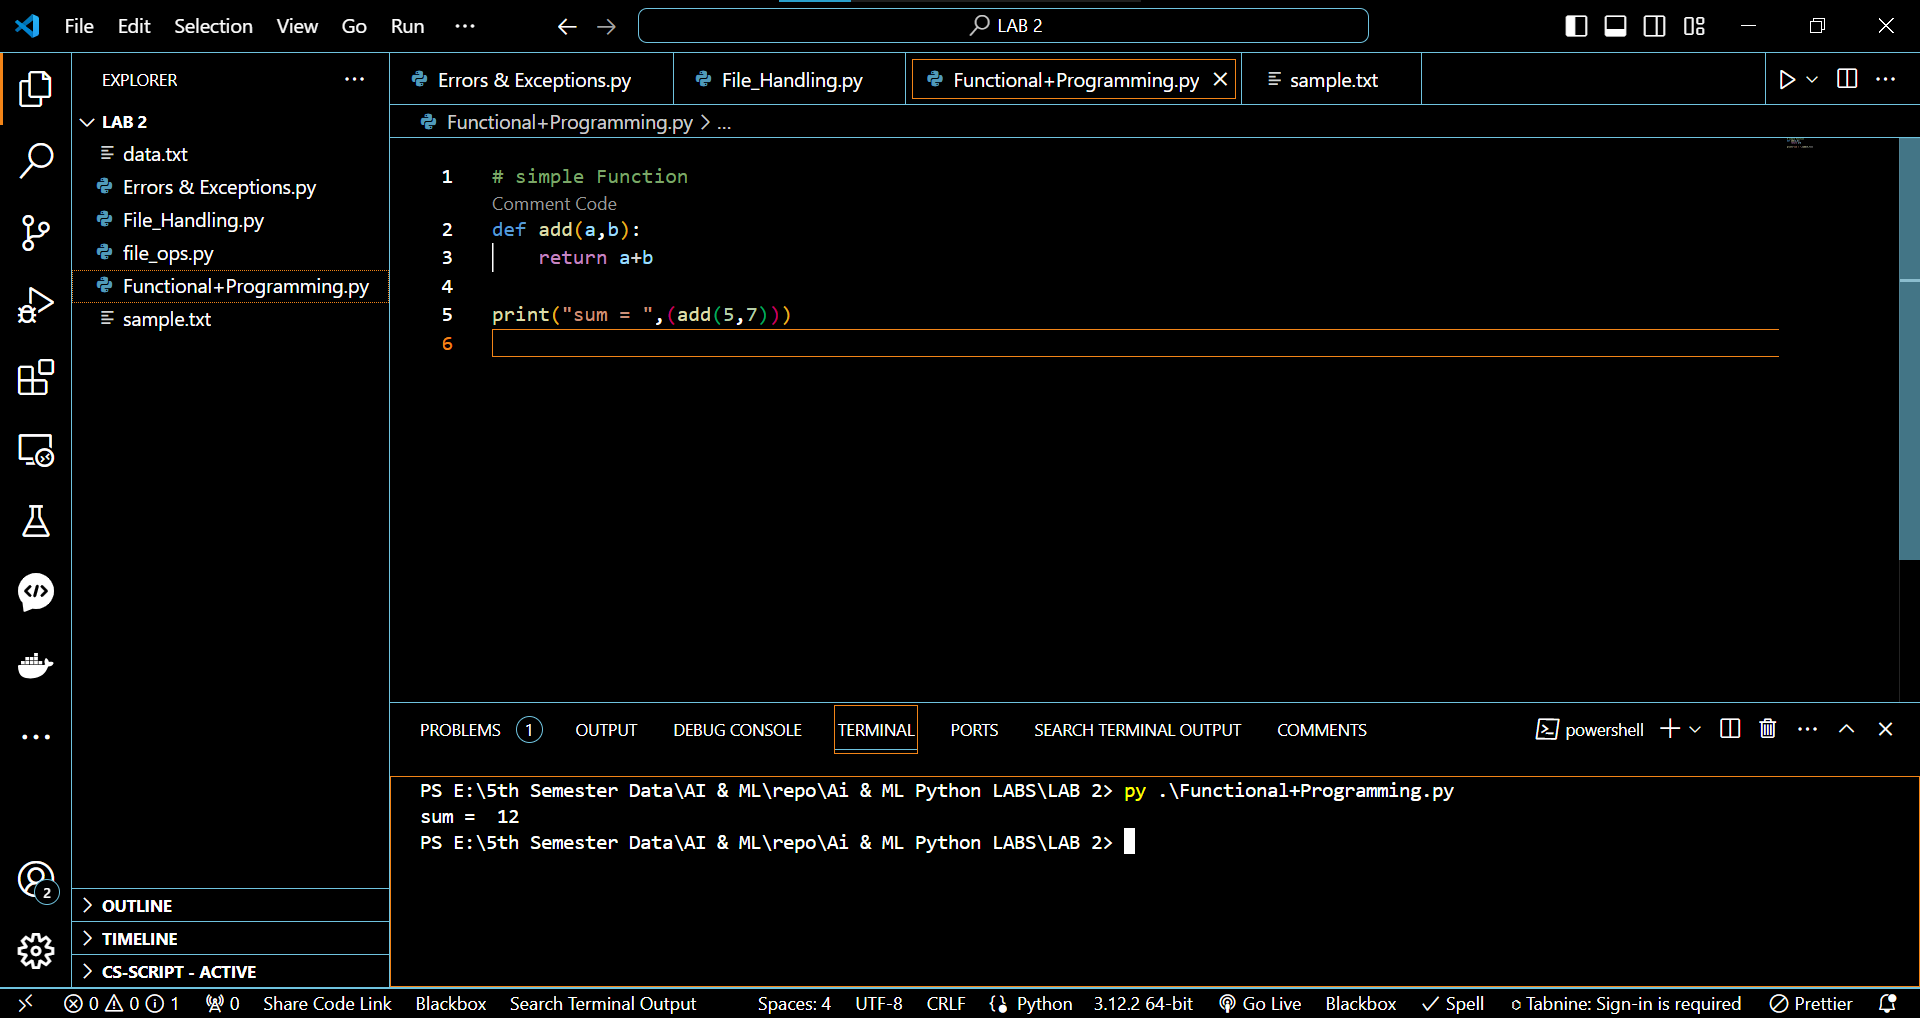 File Edit Selection View Go Run ...
LAB 2
EXPLORER
LAB 2
data.txt
Errors & Exceptions.py
File_Handling.py
file_ops.py
Functional+Programming.py
sample.txt
OUTLINE
TIMELINE
CS-SCRIPT - ACTIVE
2
Errors & Exceptions.py File_Handling.py Functional+Programming.py sample.txt
Functional+Programming.py > ...
1 # simple Function
Comment Code
2 def add(a,b):
3 return a+b
4
5 print("sum = ",(add(5,7)))
6
PROBLEMS 1 OUTPUT DEBUG CONSOLE TERMINAL PORTS SEARCH TERMINAL OUTPUT COMMENTS powershell
PS E:\5th Semester Data\AI & ML\repo\Ai & ML Python LABS\LAB 2> py .\Functional+Programming.py
sum =  12
PS E:\5th Semester Data\AI & ML\repo\Ai & ML Python LABS\LAB 2>
0 0 1 0 Share Code Link Blackbox Search Terminal Output Spaces: 4 UTF-8 CRLF Python 3.12.2 64-bit Go Live Blackbox Spell Tabnine: Sign-in is required Prettier